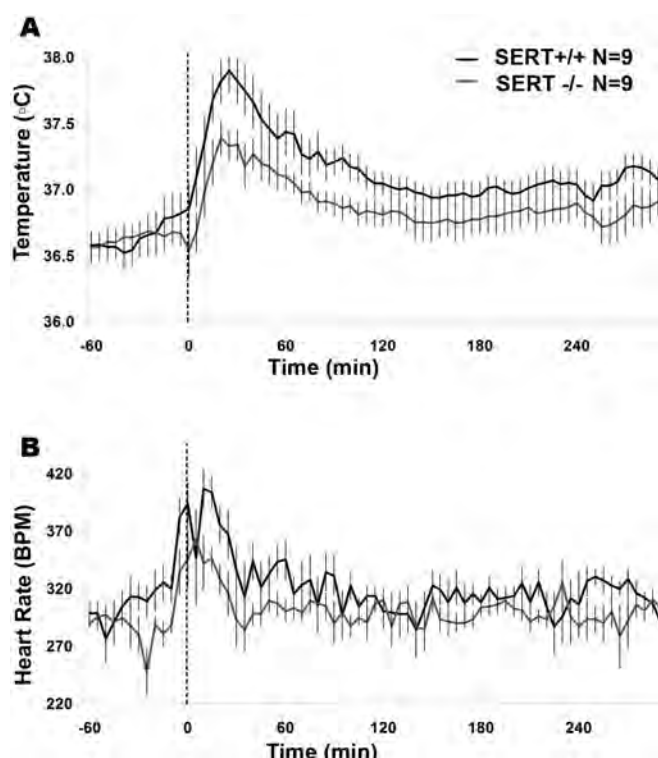 A
38.0
37.5
37.0
36.5
36.0
Temperature (°C)
SERT+/+ N=9
SERT -/- N=9
-60 0 60 120 180 240
Time (min)
B
420
370
320
270
220
Heart Rate (BPM)
-60 0 60 120 180 240
Time (min)